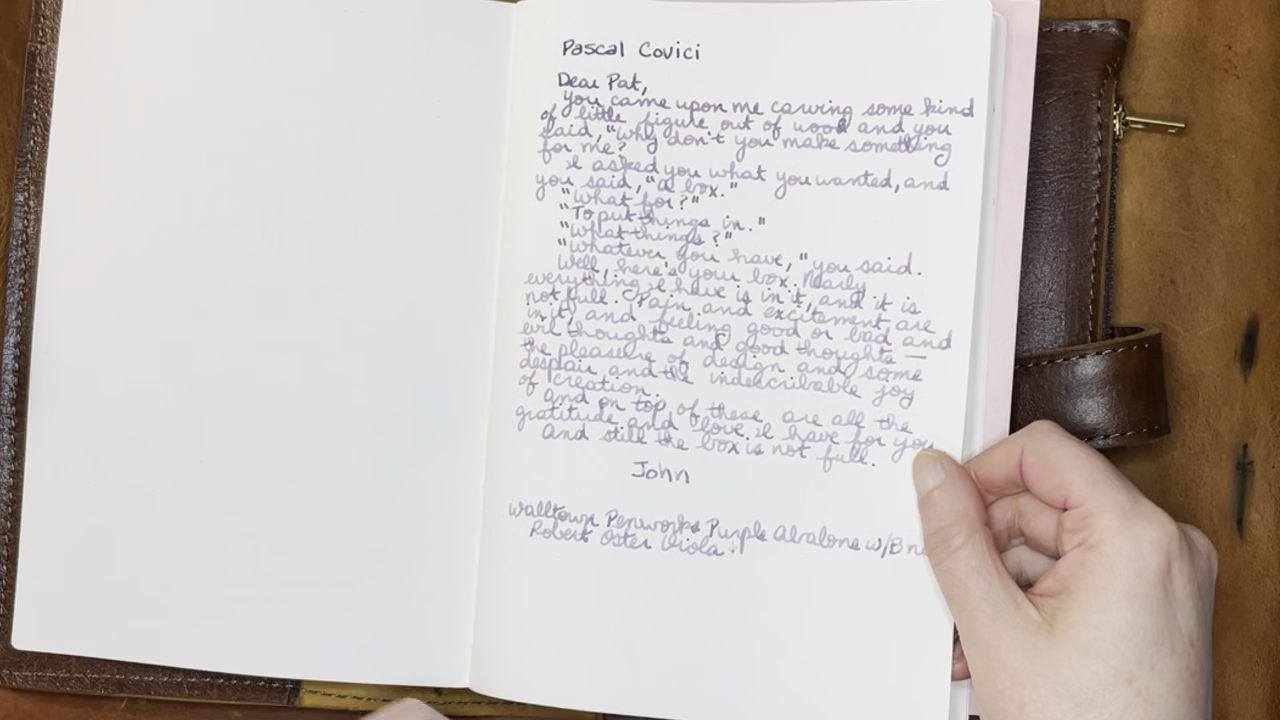 Pascal Covici
Dear Pat,
You came upon me carving some kind
of little figure out of wood and you
said, "Why don't you make something
for me?
I asked you what you wanted, and
you said, "A box."
"What for?"
"To put things in."
"What things?"
"Whatever you have," you said.
Well, here's your box. Nearly
everything I have is in it, and it is
not full. Pain and excitement are
in it, and feeling good or bad and
evil thoughts and good thoughts —
the pleasure of design and some
despair and the indescribable joy
of creation.
And on top of these are all the
gratitude and love I have for you.
And still the box is not full.
John
Walltown Penworks Purple Abalone w/B
Robert Oster Viola